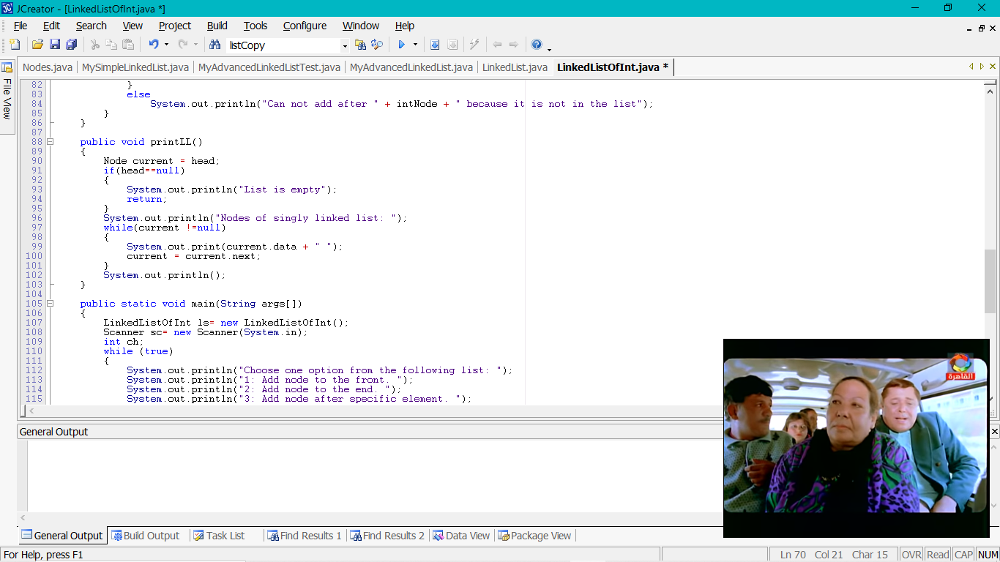 JCreator - [LinkedListOfInt.java *]
File Edit Search View Project Build Tools Configure Window Help
listCopy
Nodes.java MySimpleLinkedList.java MyAdvancedLinkedListTest.java MyAdvancedLinkedList.java LinkedList.java LinkedListOfInt.java *
File View
82 }
83 else
84 System.out.println("Can not add after " + intNode + " because it is not in the list");
85 }
86 }
87
88 public void printLL()
89 {
90 Node current = head;
91 if(head==null)
92 {
93 System.out.println("List is empty");
94 return;
95 }
96 System.out.println("Nodes of singly linked list: ");
97 while(current !=null)
98 {
99 System.out.print(current.data + " ");
100 current = current.next;
101 }
102 System.out.println();
103 }
104
105 public static void main(String args[])
106 {
107 LinkedListOfInt ls= new LinkedListOfInt();
108 Scanner sc= new Scanner(System.in);
109 int ch;
110 while (true)
111 {
112 System.out.println("Choose one option from the following list: ");
113 System.out.println("1: Add node to the front. ");
114 System.out.println("2: Add node to the end. ");
115 System.out.println("3: Add node after specific element. ");
القاهرة
General Output
General Output Build Output Task List Find Results 1 Find Results 2 Data View Package View
For Help, press F1 Ln 70 Col 21 Char 15 OVR Read CAP NUM